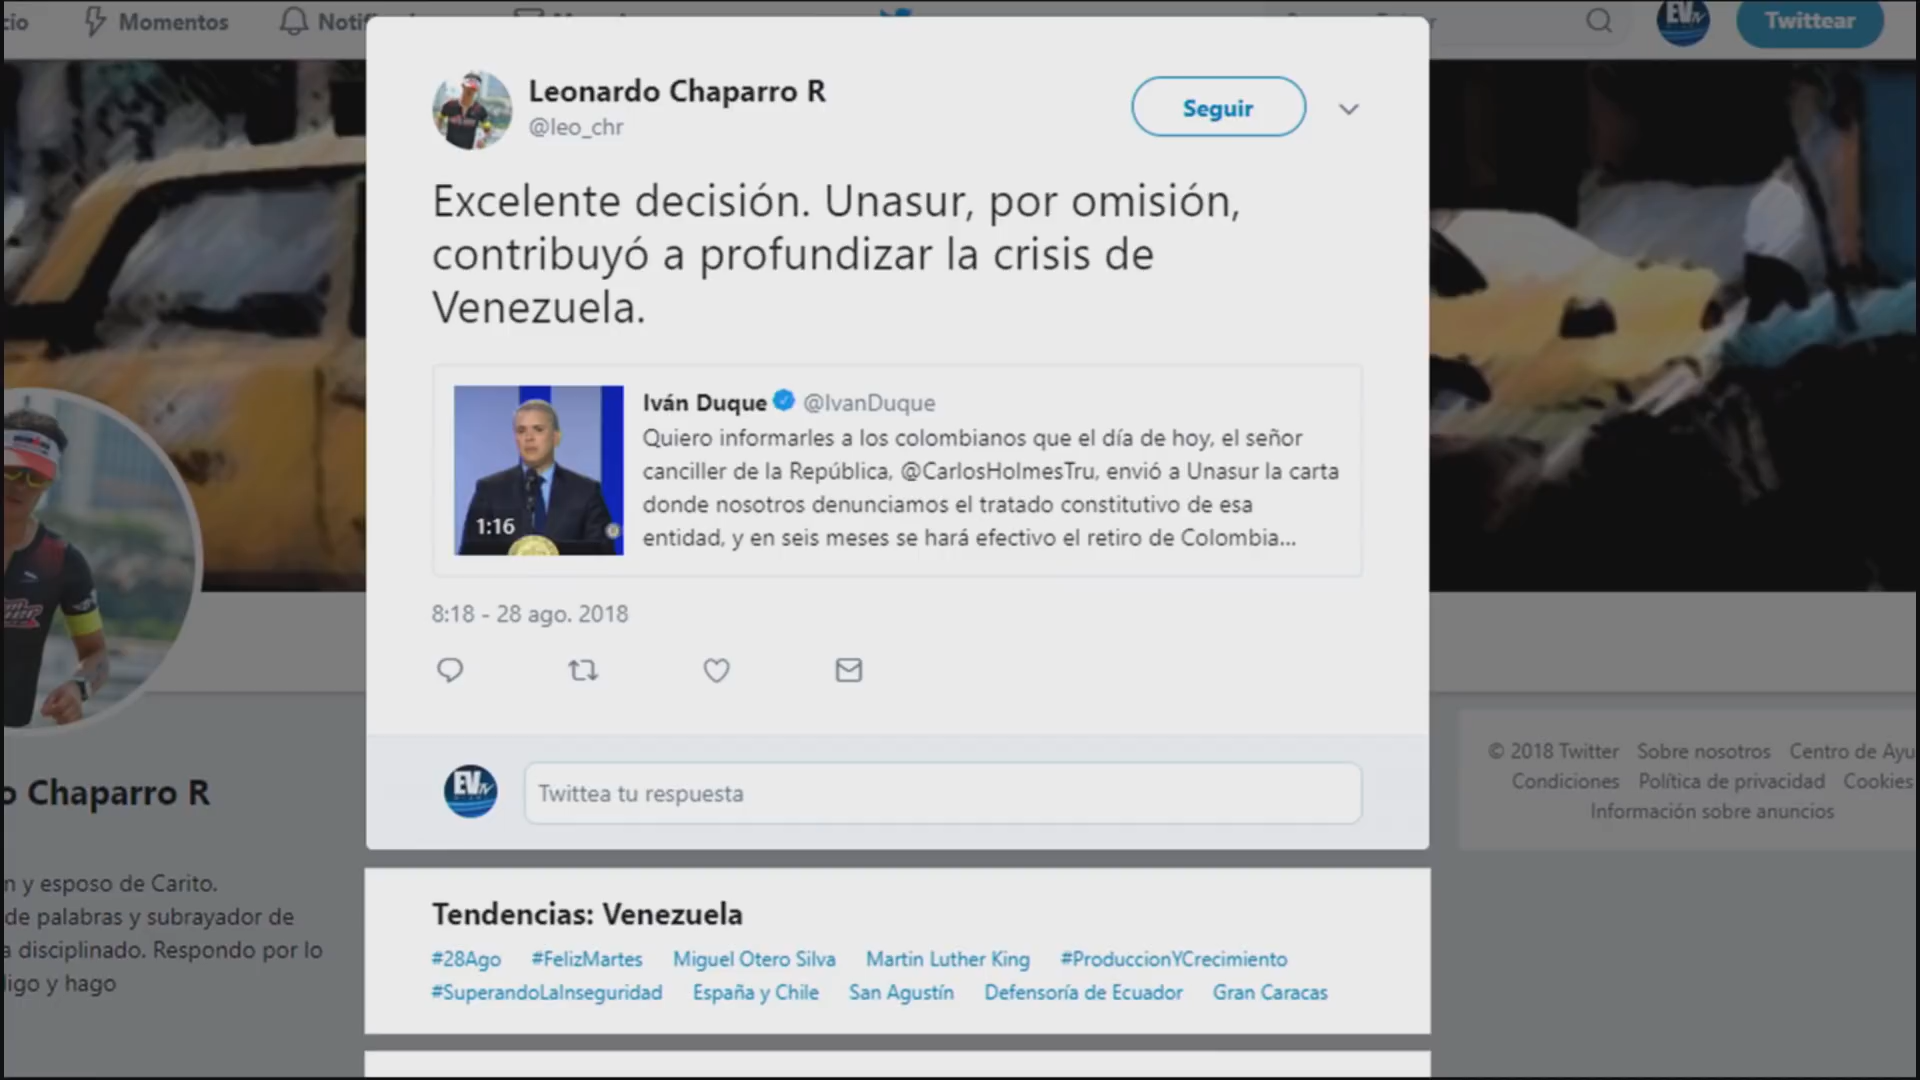 cio Momentos
Twittear
Leonardo Chaparro R
@leo_chr
Seguir
Excelente decisión. Unasur, por omisión,
contribuyó a profundizar la crisis de
Venezuela.
Iván Duque @IvanDuque
Quiero informarles a los colombianos que el día de hoy, el señor
canciller de la República, @CarlosHolmesTru, envió a Unasur la carta
donde nosotros denunciamos el tratado constitutivo de esa
entidad, y en seis meses se hará efectivo el retiro de Colombia...
1:16
8:18 - 28 ago. 2018
EVtv
Twittea tu respuesta
o Chaparro R
n y esposo de Carito.
de palabras y subrayador de
a disciplinado. Respondo por lo
igo y hago
© 2018 Twitter Sobre nosotros Centro de Ayu
Condiciones Política de privacidad Cookies
Información sobre anuncios
Tendencias: Venezuela
#28Ago #FelizMartes Miguel Otero Silva Martin Luther King #ProduccionYCrecimiento
#SuperandoLaInseguridad España y Chile San Agustín Defensoría de Ecuador Gran Caracas